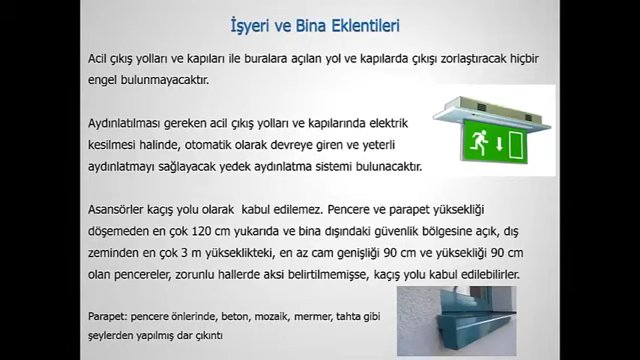 İşyeri ve Bina Eklentileri
Acil çıkış yolları ve kapıları ile buralara açılan yol ve kapılarda çıkışı zorlaştıracak hiçbir
engel bulunmayacaktır.
Aydınlatılması gereken acil çıkış yolları ve kapılarında elektrik
kesilmesi halinde, otomatik olarak devreye giren ve yeterli
aydınlatmayı sağlayacak yedek aydınlatma sistemi bulunacaktır.
Asansörler kaçış yolu olarak kabul edilemez. Pencere ve parapet yüksekliği
döşemeden en çok 120 cm yukarıda ve bina dışındaki güvenlik bölgesine açık, dış
zeminden en çok 3 m yükseklikteki, en az cam genişliği 90 cm ve yüksekliği 90 cm
olan pencereler, zorunlu hallerde aksi belirtilmemişse, kaçış yolu kabul edilebilirler.
Parapet: pencere önlerinde, beton, mozaik, mermer, tahta gibi
şeylerden yapılmış dar çıkıntı